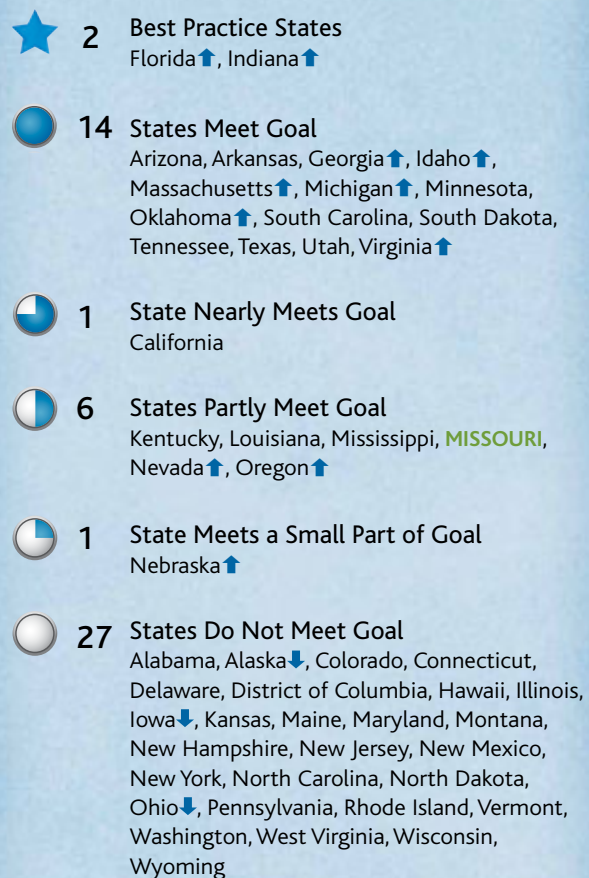 2 Best Practice States
Florida⬆, Indiana⬆
14 States Meet Goal
Arizona, Arkansas, Georgia⬆, Idaho⬆,
Massachusetts⬆, Michigan⬆, Minnesota,
Oklahoma⬆, South Carolina, South Dakota,
Tennessee, Texas, Utah, Virginia⬆
1 State Nearly Meets Goal
California
6 States Partly Meet Goal
Kentucky, Louisiana, Mississippi, MISSOURI,
Nevada⬆, Oregon⬆
1 State Meets a Small Part of Goal
Nebraska⬆
27 States Do Not Meet Goal
Alabama, Alaska⬇, Colorado, Connecticut,
Delaware, District of Columbia, Hawaii, Illinois,
Iowa⬇, Kansas, Maine, Maryland, Montana,
New Hampshire, New Jersey, New Mexico,
New York, North Carolina, North Dakota,
Ohio⬇, Pennsylvania, Rhode Island, Vermont,
Washington, West Virginia, Wisconsin,
Wyoming